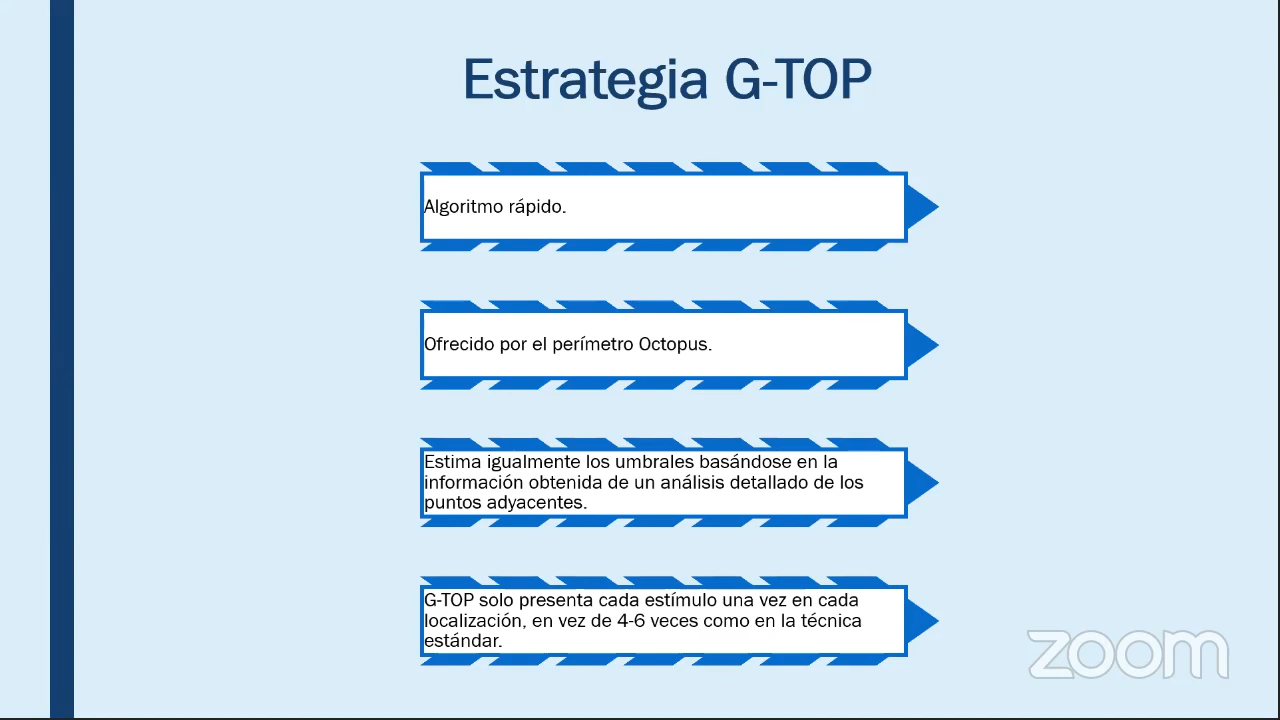 Estrategia G-TOP
Algoritmo rápido.
Ofrecido por el perímetro Octopus.
Estima igualmente los umbrales basándose en la
información obtenida de un análisis detallado de los
puntos adyacentes.
G-TOP solo presenta cada estímulo una vez en cada
localización, en vez de 4-6 veces como en la técnica
estándar.
zoom